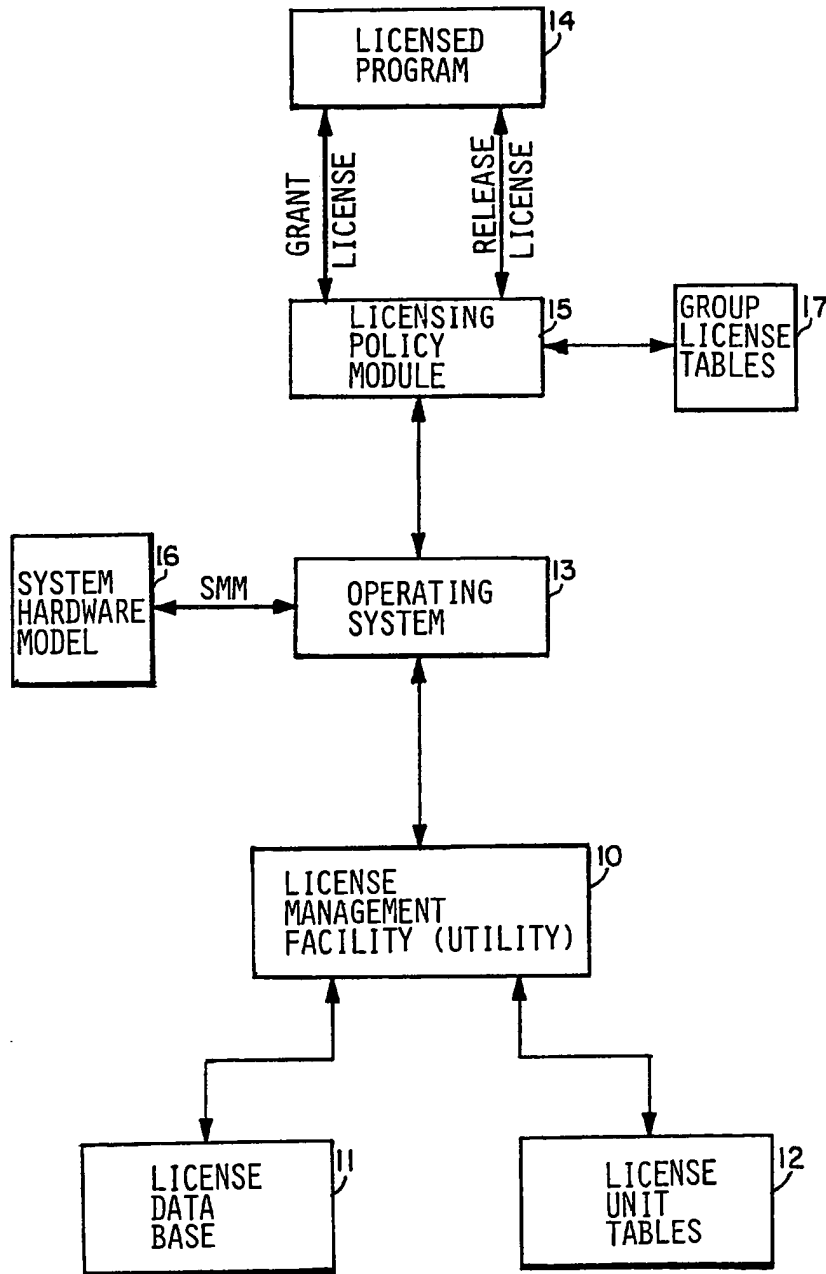 LICENSED
PROGRAM
14
GRANT
LICENSE
RELEASE
LICENSE
LICENSING
POLICY
MODULE
15
GROUP
LICENSE
TABLES
17
SYSTEM
HARDWARE
MODEL
16
SMM
OPERATING
SYSTEM
13
LICENSE
MANAGEMENT
FACILITY (UTILITY)
10
LICENSE
DATA
BASE
11
LICENSE
UNIT
TABLES
12